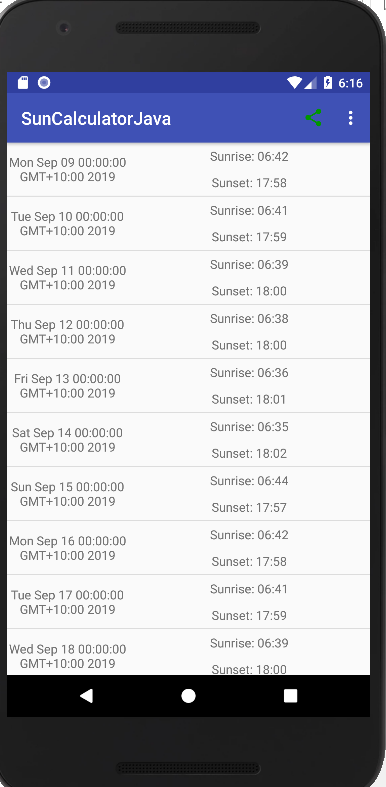 6:16
SunCalculatorJava
Mon Sep 09 00:00:00
GMT+10:00 2019
Sunrise: 06:42
Sunset: 17:58
Tue Sep 10 00:00:00
GMT+10:00 2019
Sunrise: 06:41
Sunset: 17:59
Wed Sep 11 00:00:00
GMT+10:00 2019
Sunrise: 06:39
Sunset: 18:00
Thu Sep 12 00:00:00
GMT+10:00 2019
Sunrise: 06:38
Sunset: 18:00
Fri Sep 13 00:00:00
GMT+10:00 2019
Sunrise: 06:36
Sunset: 18:01
Sat Sep 14 00:00:00
GMT+10:00 2019
Sunrise: 06:35
Sunset: 18:02
Sun Sep 15 00:00:00
GMT+10:00 2019
Sunrise: 06:44
Sunset: 17:57
Mon Sep 16 00:00:00
GMT+10:00 2019
Sunrise: 06:42
Sunset: 17:58
Tue Sep 17 00:00:00
GMT+10:00 2019
Sunrise: 06:41
Sunset: 17:59
Wed Sep 18 00:00:00
GMT+10:00 2019
Sunrise: 06:39
Sunset: 18:00